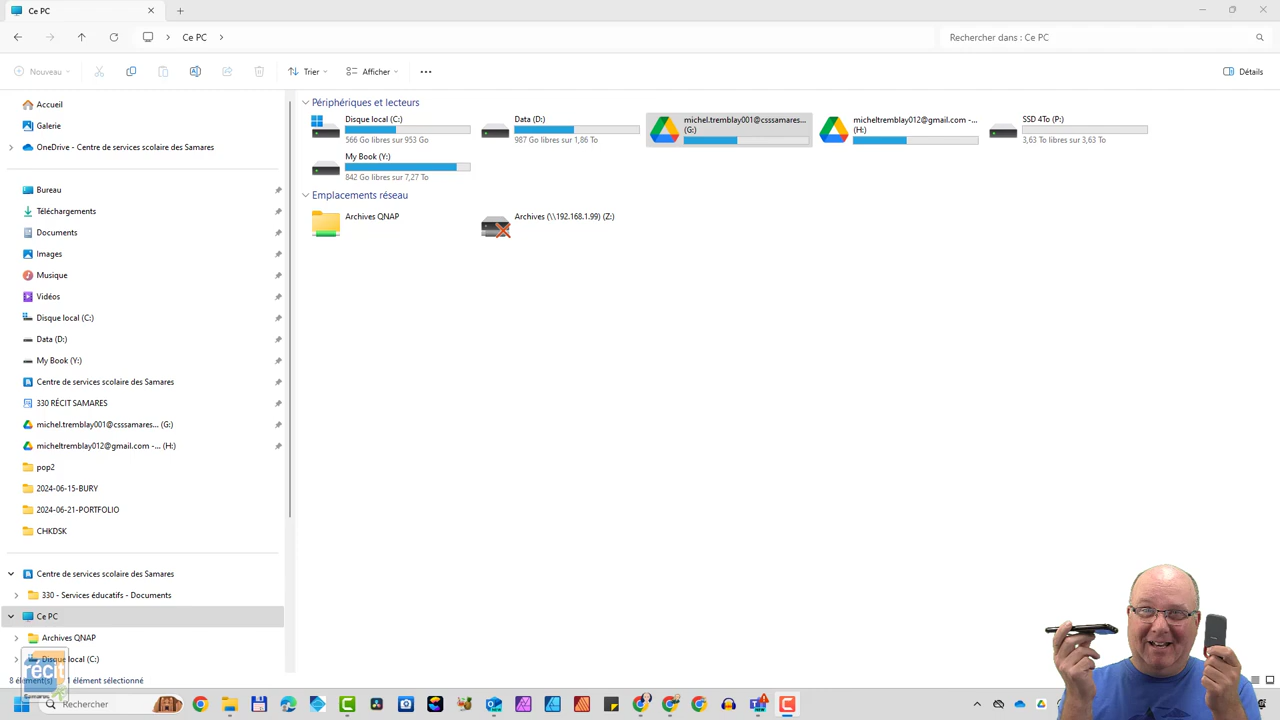 Ce PC
Ce PC
Rechercher dans : Ce PC
Nouveau
Trier
Afficher
Détails
Accueil
Galerie
OneDrive - Centre de services scolaire des Samares
Bureau
Téléchargements
Documents
Images
Musique
Vidéos
Disque local (C:)
Data (D:)
My Book (Y:)
Centre de services scolaire des Samares
330 RÉCIT SAMARES
michel.tremblay001@csssamares... (G:)
micheltremblay012@gmail.com -... (H:)
pop2
2024-06-15-BURY
2024-06-21-PORTFOLIO
CHKDSK
Centre de services scolaire des Samares
330 - Services éducatifs - Documents
Ce PC
Archives QNAP
Disque local (C:)
Périphériques et lecteurs
Disque local (C:)
566 Go libres sur 953 Go
Data (D:)
987 Go libres sur 1,86 To
michel.tremblay001@csssamares...
(G:)
micheltremblay012@gmail.com -...
(H:)
SSD 4To (P:)
3,63 To libres sur 3,63 To
My Book (Y:)
842 Go libres sur 7,27 To
Emplacements réseau
Archives QNAP
Archives (\\192.168.1.99) (Z:)
8 élément(s)
1 élément sélectionné
récit
Samares
Rechercher